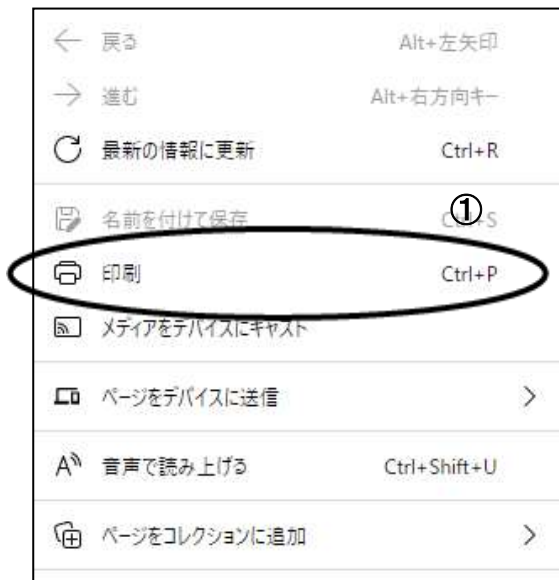 戻る Alt+左矢印
進む Alt+右方向キー
最新の情報に更新 Ctrl+R
①
名前を付けて保存 Ctrl+S
印刷 Ctrl+P
メディアをデバイスにキャスト
ページをデバイスに送信
音声で読み上げる Ctrl+Shift+U
ページをコレクションに追加